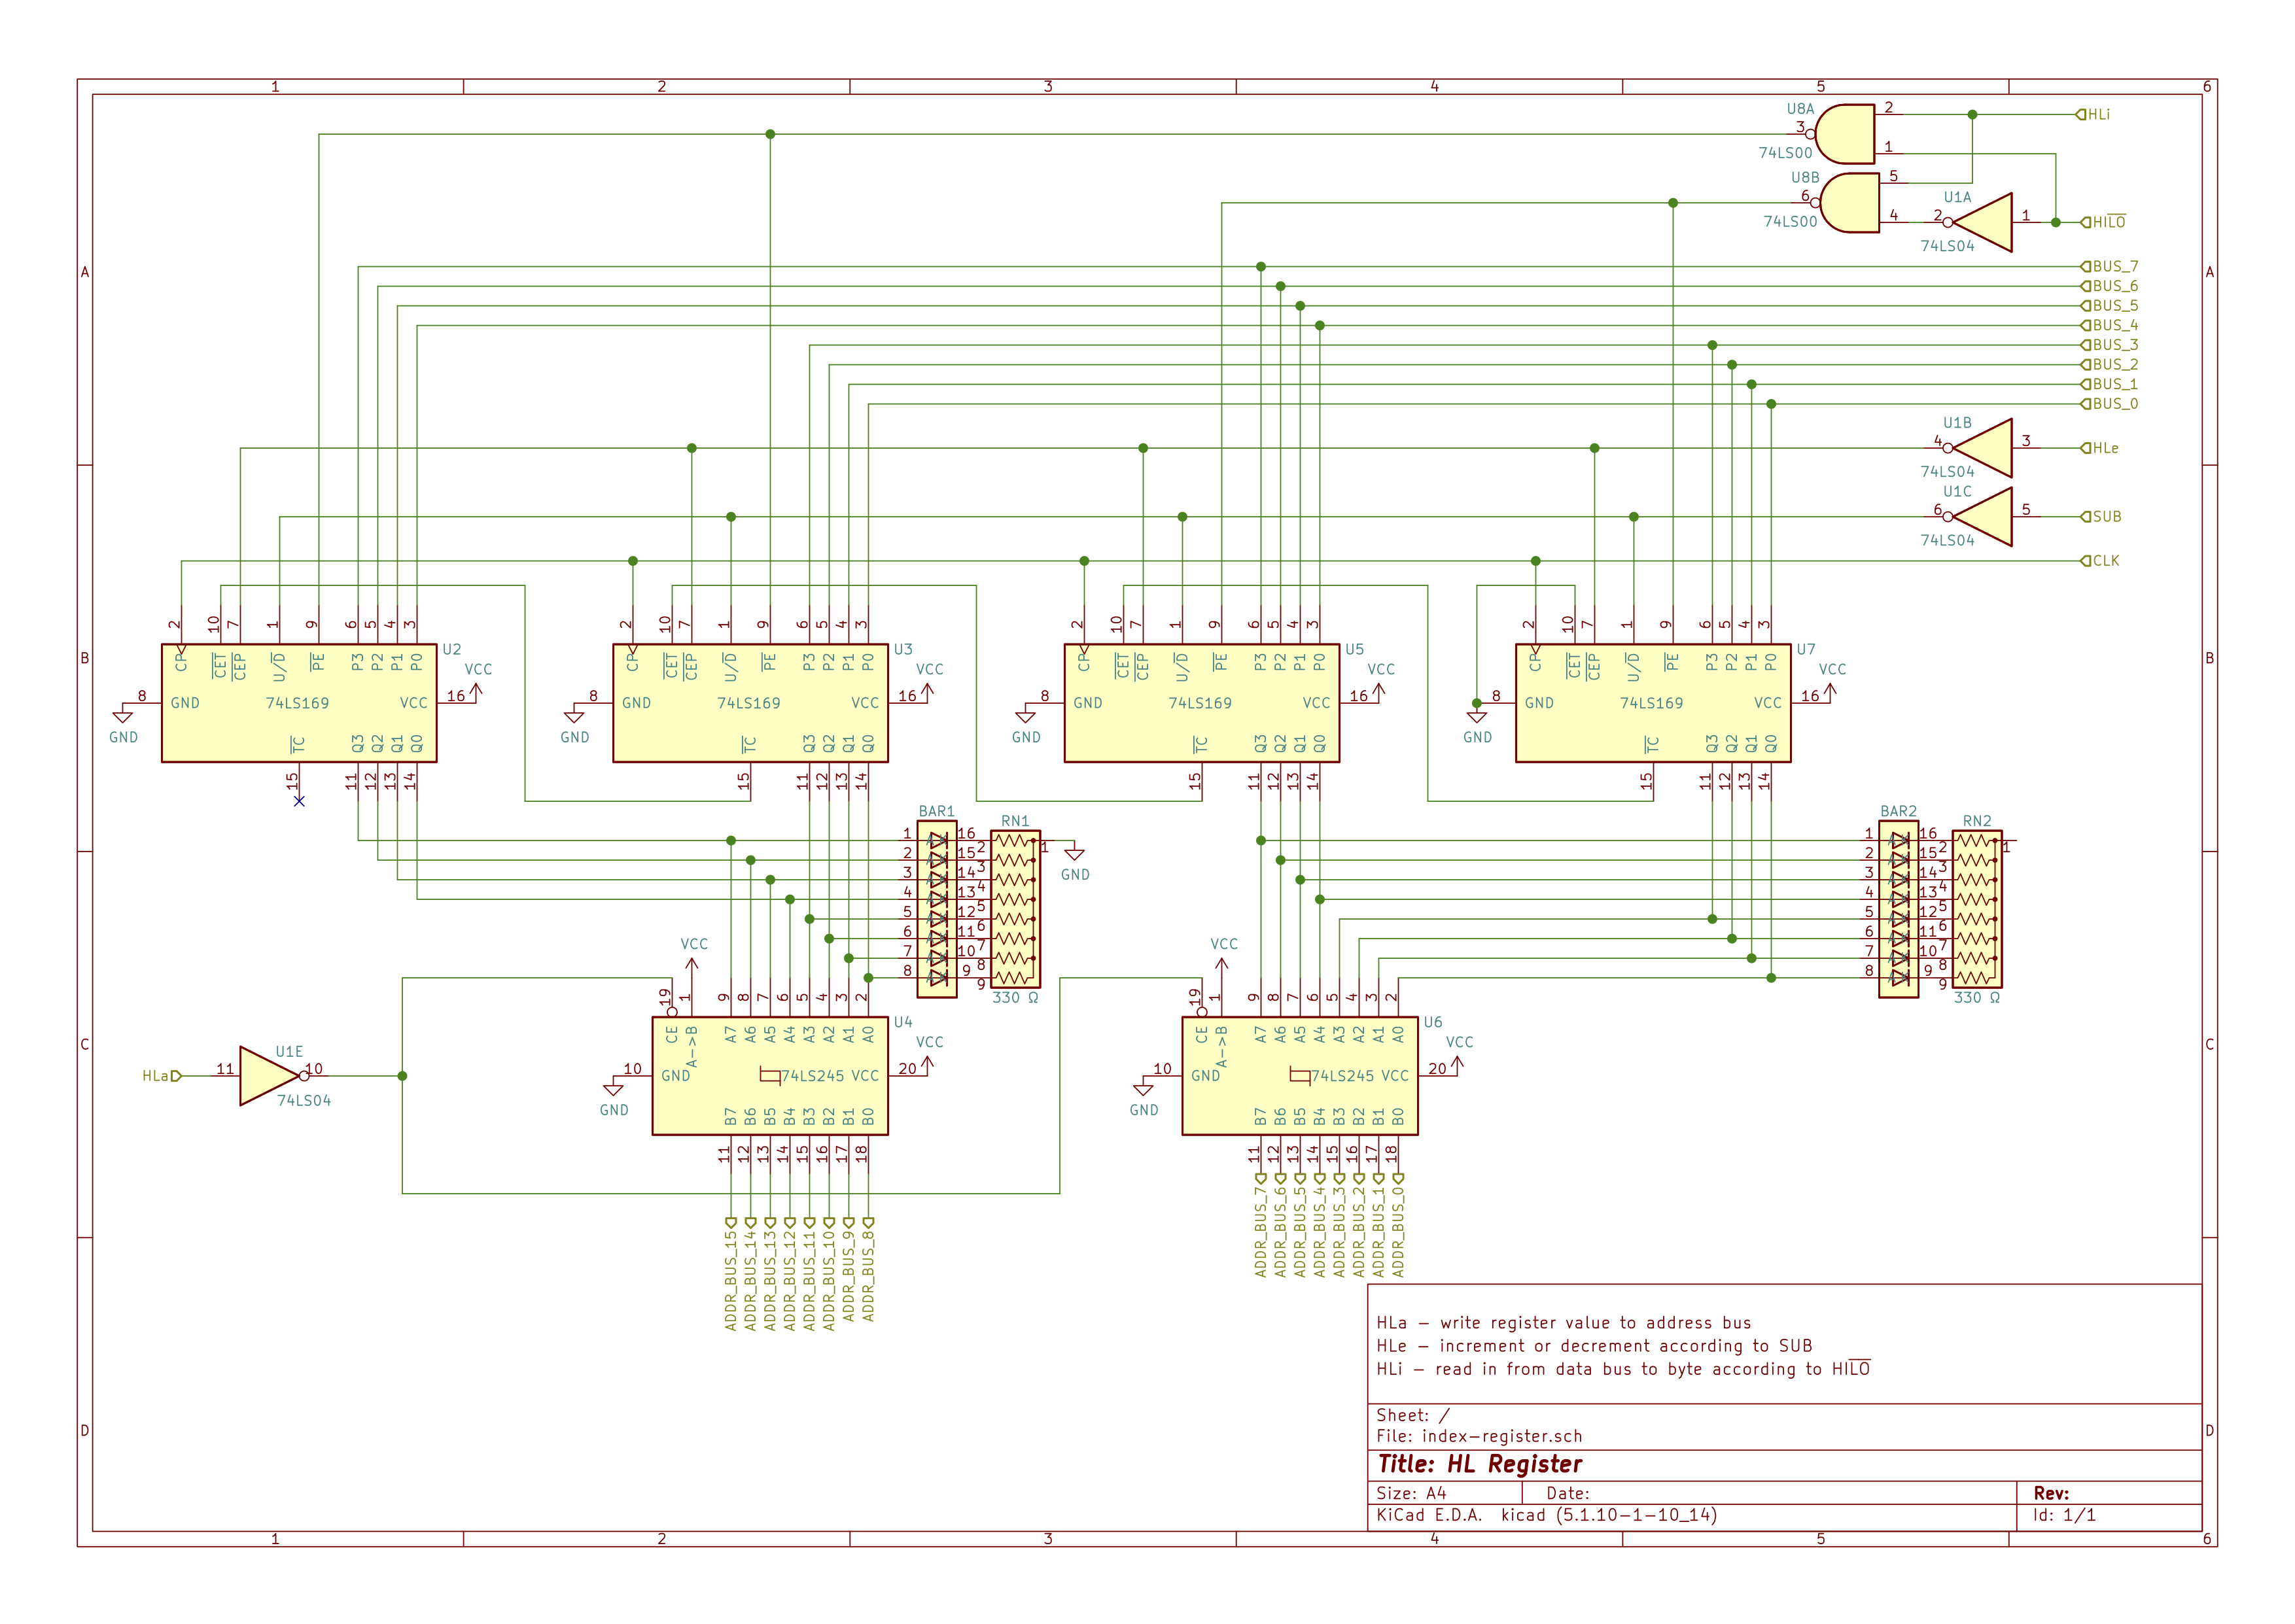 1 2 3 4 5 6
U8A
2
HLi
3
74LS00
1
U8B
5
6
74LS00
4
U1A
2
1
HILO
74LS04
A A
BUS_7
BUS_6
BUS_5
BUS_4
BUS_3
BUS_2
BUS_1
BUS_0
U1B
4 3 HLe
74LS04
U1C
6 5 SUB
74LS04
CLK
2 10 7 1 9 6 5 4 3
CP CET CEP U/D PE P3 P2 P1 P0
U2
VCC
8 GND 74LS169 VCC 16
GND
TC Q3 Q2 Q1 Q0
15 11 12 13 14
2 10 7 1 9 6 5 4 3
CP CET CEP U/D PE P3 P2 P1 P0
U3
VCC
8 GND 74LS169 VCC 16
GND
TC Q3 Q2 Q1 Q0
15 11 12 13 14
2 10 7 1 9 6 5 4 3
CP CET CEP U/D PE P3 P2 P1 P0
U5
VCC
8 GND 74LS169 VCC 16
GND
TC Q3 Q2 Q1 Q0
15 11 12 13 14
2 10 7 1 9 6 5 4 3
CP CET CEP U/D PE P3 P2 P1 P0
U7
VCC
8 GND 74LS169 VCC 16
GND
TC Q3 Q2 Q1 Q0
15 11 12 13 14
B B
BAR1
RN1
1 16 2 1
2 15 3
3 14 4
4 13 5
5 12 6
6 11 7
7 10 8
8 9 9
GND
330 Ω
BAR2
RN2
1 16 2 1
2 15 3
3 14 4
4 13 5
5 12 6
6 11 7
7 10 8
8 9 9
330 Ω
C C
HLa 11 10
U1E
74LS04
VCC
19 1 9 8 7 6 5 4 3 2
CE A->B A7 A6 A5 A4 A3 A2 A1 A0
U4
VCC
10 GND 74LS245 VCC 20
GND
B7 B6 B5 B4 B3 B2 B1 B0
11 12 13 14 15 16 17 18
ADDR_BUS_15
ADDR_BUS_14
ADDR_BUS_13
ADDR_BUS_12
ADDR_BUS_11
ADDR_BUS_10
ADDR_BUS_9
ADDR_BUS_8
VCC
19 1 9 8 7 6 5 4 3 2
CE A->B A7 A6 A5 A4 A3 A2 A1 A0
U6
VCC
10 GND 74LS245 VCC 20
GND
B7 B6 B5 B4 B3 B2 B1 B0
11 12 13 14 15 16 17 18
ADDR_BUS_7
ADDR_BUS_6
ADDR_BUS_5
ADDR_BUS_4
ADDR_BUS_3
ADDR_BUS_2
ADDR_BUS_1
ADDR_BUS_0
D D
HLa – write register value to address bus
HLe – increment or decrement according to SUB
HLi – read in from data bus to byte according to HILO
Sheet: /
File: index-register.sch
Title: HL Register
Size: A4 Date: Rev:
KiCad E.D.A. kicad (5.1.10-1-10_14) Id: 1/1
1 2 3 4 5 6